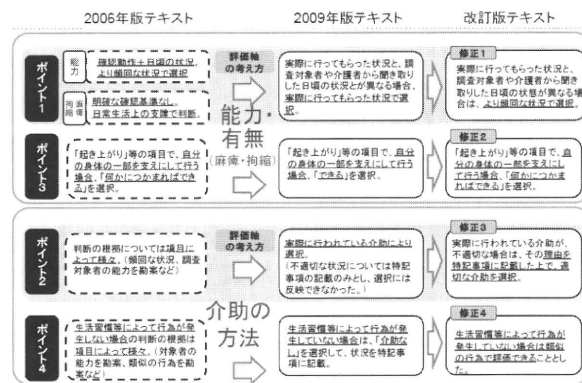 2006年版テキスト
2009年版テキスト
改訂版テキスト
ポイント1
能力
確認動作+日頃の状況、
より頻回な状況で選択
麻痺
拘縮
明確な確認基準なし。
日常生活上の支障で判断。
評価軸
の考え方
能力・
有無
(麻痺・拘縮)
実際に行ってもらった状況と、調
査対象者や介護者から聞き取り
した日頃の状況とが異なる場合、
実際に行ってもらった状況で選
択。
修正1
実際に行ってもらった状況と、
調査対象者や介護者から聞き
取りした日頃の状態が異なる場
合は、より頻回な状況で選択。
ポイント3
「起き上がり」等の項目で、自分
の身体の一部を支えにして行う
場合、「何かにつかまればでき
る」を選択。
「起き上がり」等の項目で、自分
の身体の一部を支えにして行う
場合、「できる」を選択。
修正2
「起き上がり」等の項目で、自
分の身体の一部を支えにし
て行う場合、「何かにつかま
ればできる」を選択。
ポイント2
判断の根拠については項目に
よって様々。(頻回な状況、調査
対象者の能力を勘案など)
評価軸
の考え方
介助の
方法
実際に行われている介助により
選択。
(不適切な状況については特記
事項の記載のみとし、選択には
反映できなかった。)
修正3
実際に行われている介助が、
不適切な場合は、その理由を
特記事項に記載した上で、適
切な介助を選択。
ポイント4
生活習慣等によって行為が発
生しない場合の判断の根拠は
項目によって様々。(対象者の
能力を勘案、類似の行為を勘
案など)
生活習慣等によって行為が発
生していない場合は、「介助な
し」を選択して、状況を特記事
項に記載。
修正4
生活習慣等によって行為が
発生していない場合は類似
の行為で評価できることとし
た。